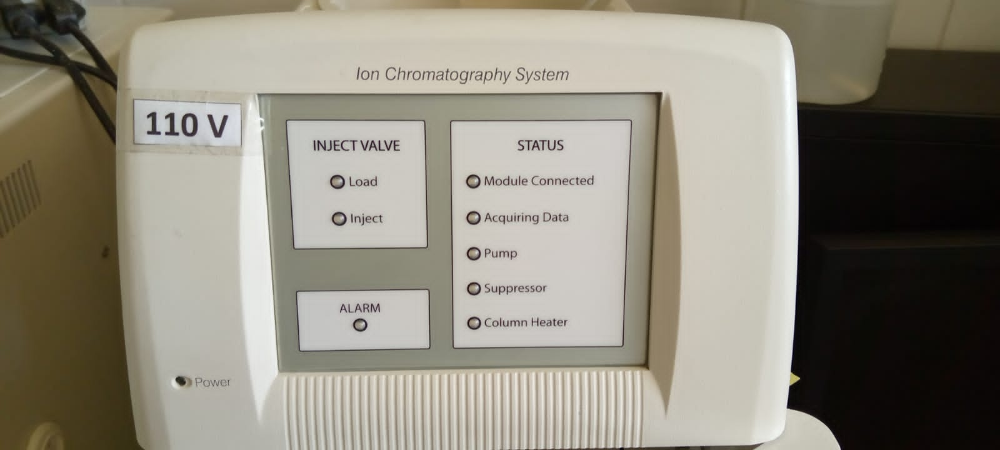 Ion Chromatography System
110 V
INJECT VALVE
Load
Inject
ALARM
STATUS
Module Connected
Acquiring Data
Pump
Suppressor
Column Heater
Power